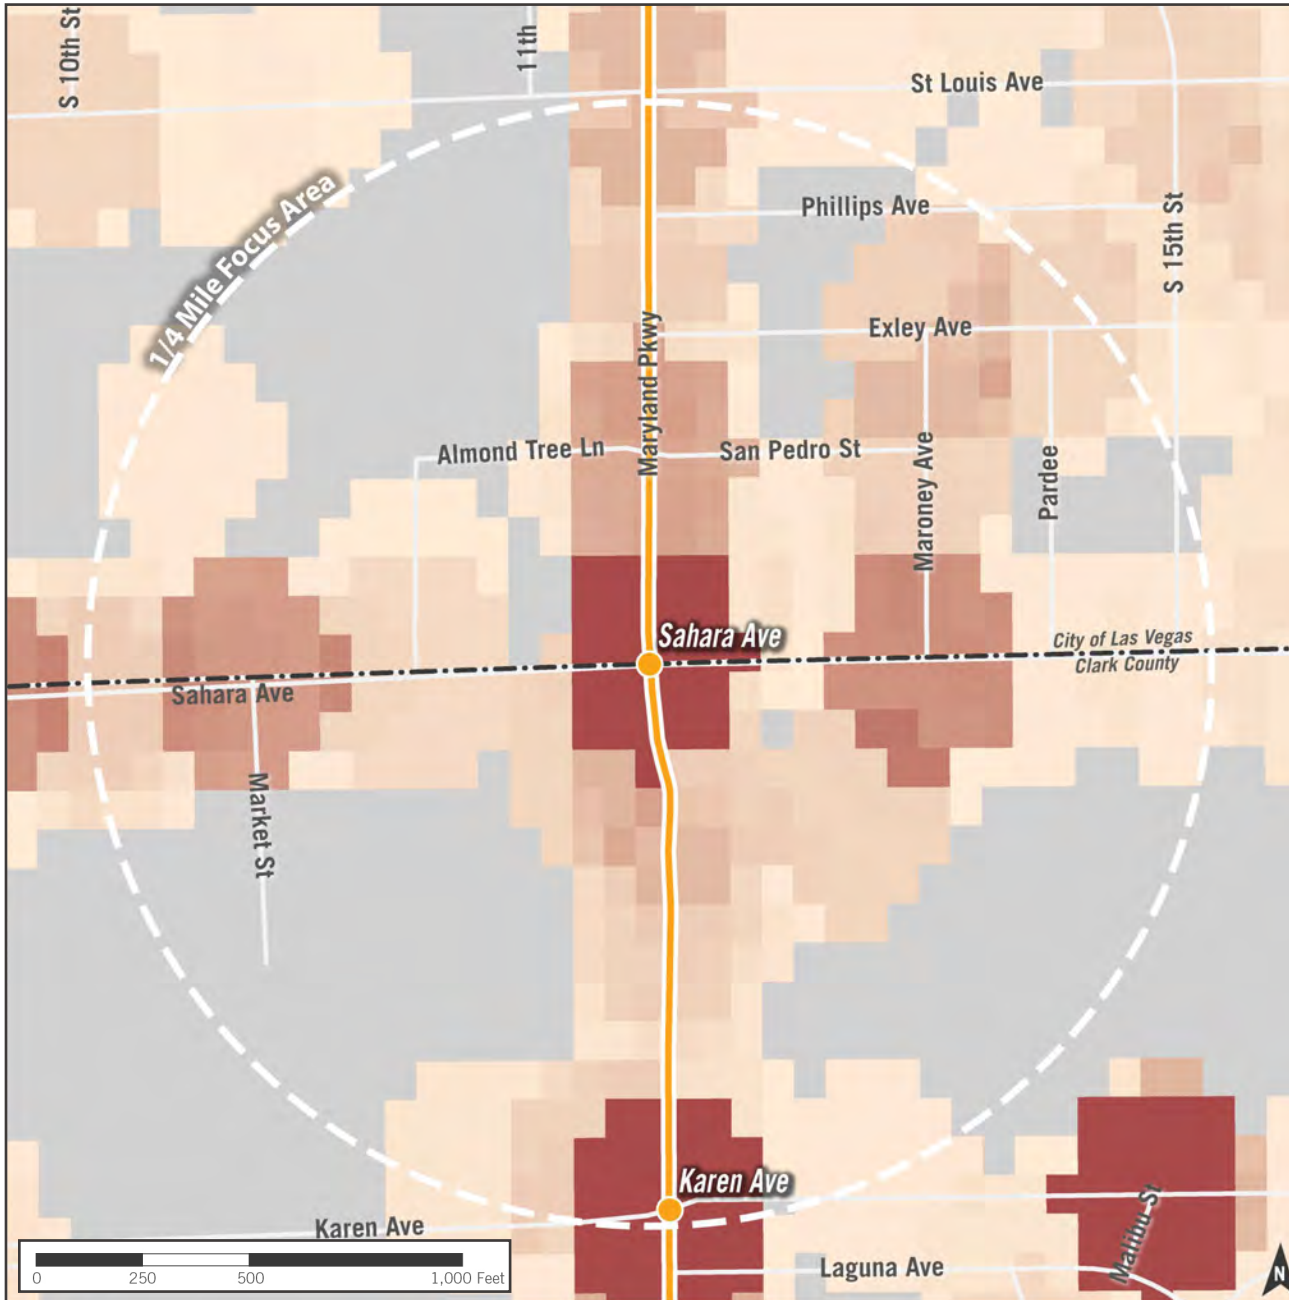 S 10th St
11th
St Louis Ave
1/4 Mile Focus Area
Phillips Ave
S 15th St
Exley Ave
Maryland Pkwy
Almond Tree Ln
San Pedro St
Maroney Ave
Pardee
Sahara Ave
City of Las Vegas
Clark County
Sahara Ave
Market St
Karen Ave
Karen Ave
Malibu St
Laguna Ave
0 250 500 1,000 Feet
N